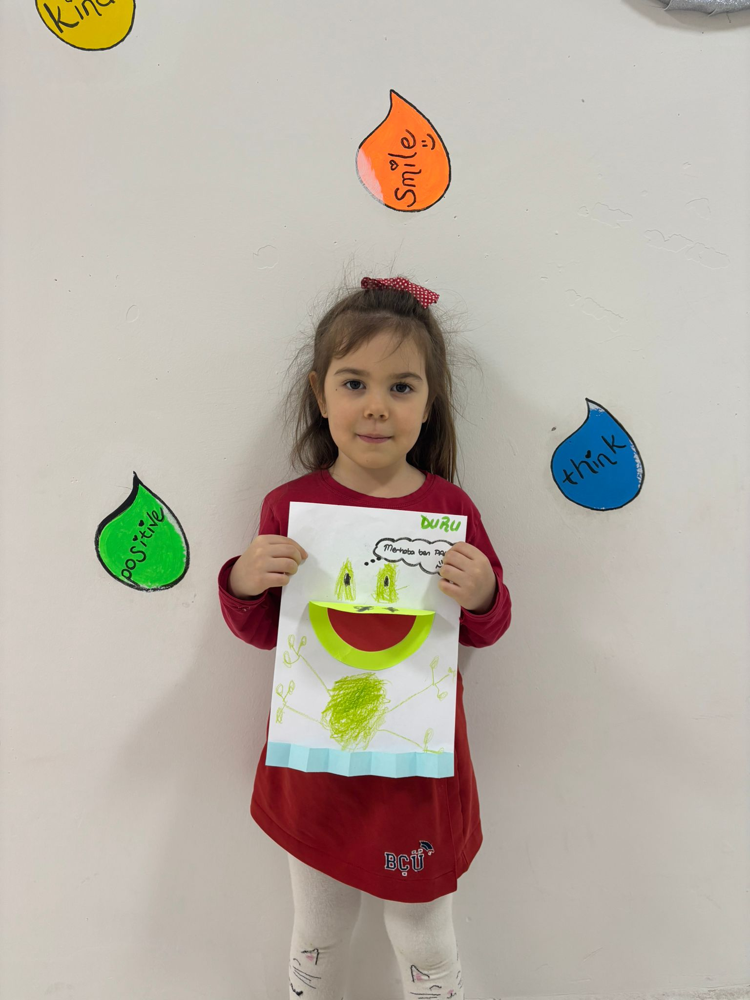 kind
smile
think
positive
DURU
Merhaba ben
BÇÜ